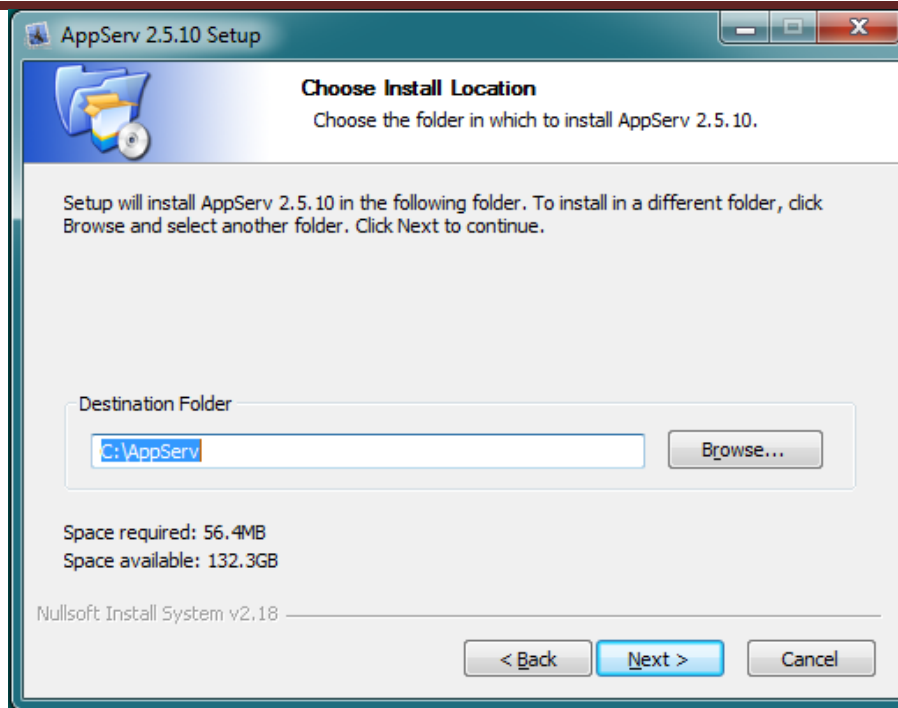 AppServ 2.5.10 Setup
Choose Install Location
Choose the folder in which to install AppServ 2.5.10.
Setup will install AppServ 2.5.10 in the following folder. To install in a different folder, click
Browse and select another folder. Click Next to continue.
Destination Folder
C:\AppServ
Browse...
Space required: 56.4MB
Space available: 132.3GB
Nullsoft Install System v2.18
< Back
Next >
Cancel